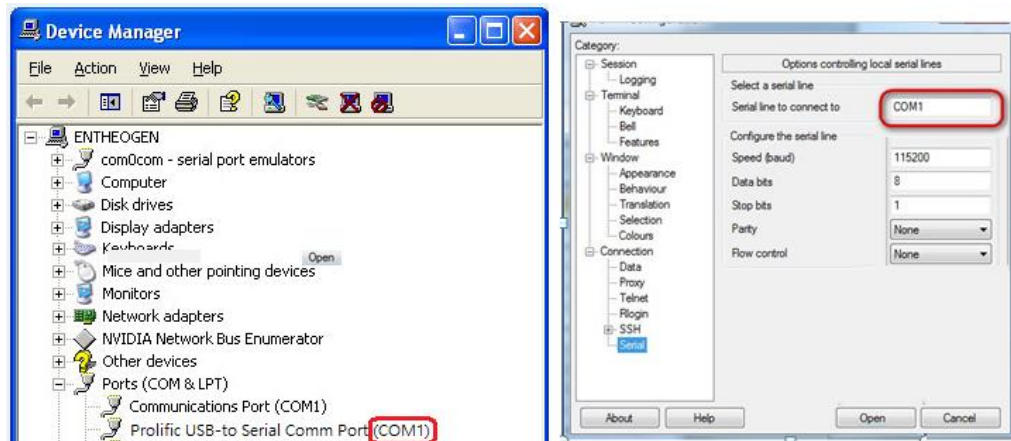 Device Manager
File Action View Help
ENTHEOGEN
com0com - serial port emulators
Computer
Disk drives
Display adapters
Keyboards
Open
Mice and other pointing devices
Monitors
Network adapters
NVIDIA Network Bus Enumerator
Other devices
Ports (COM & LPT)
Communications Port (COM1)
Prolific USB-to Serial Comm Port (COM1)
Category:
Session
Logging
Terminal
Keyboard
Bell
Features
Window
Appearance
Behaviour
Translation
Selection
Colours
Connection
Data
Proxy
Telnet
Rlogin
SSH
Serial
Options controlling local serial lines
Select a serial line
Serial line to connect to COM1
Configure the serial line
Speed (baud) 115200
Data bits 8
Stop bits 1
Parity None
Flow control None
About Help Open Cancel